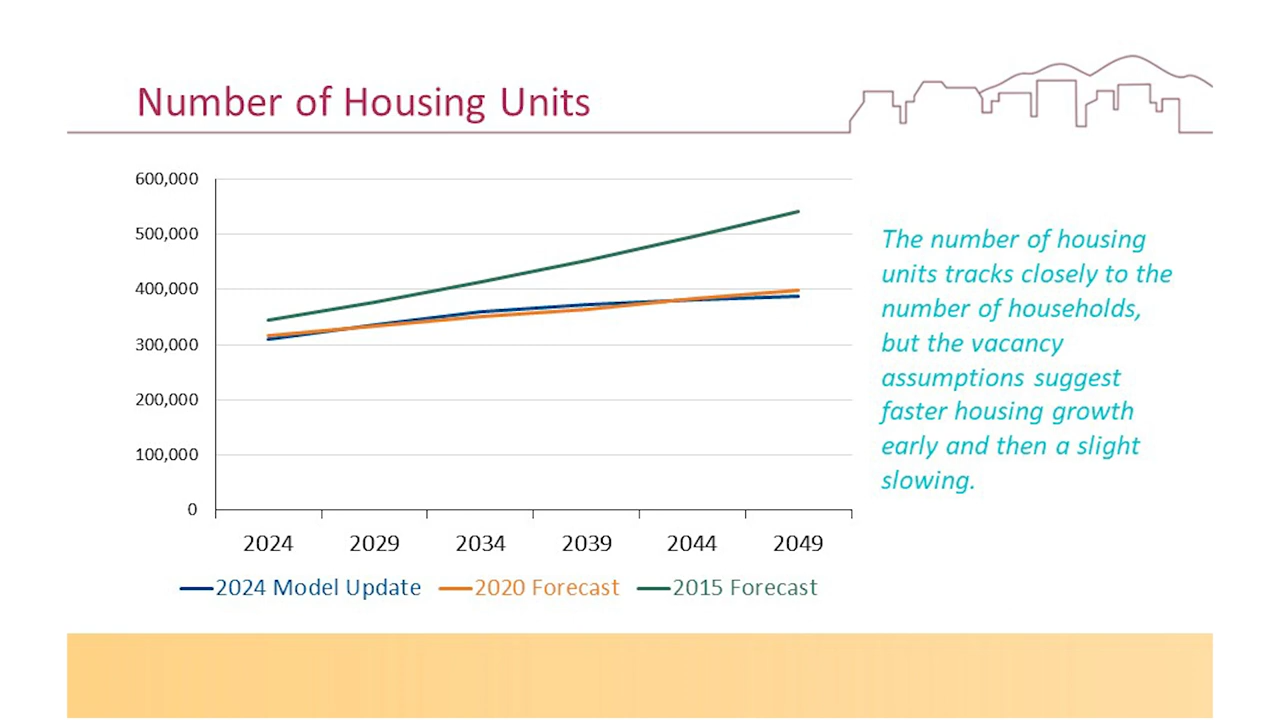 Number of Housing Units
600,000
500,000
400,000
300,000
200,000
100,000
0
2024 2029 2034 2039 2044 2049
2024 Model Update 2020 Forecast 2015 Forecast
The number of housing
units tracks closely to the
number of households,
but the vacancy
assumptions suggest
faster housing growth
early and then a slight
slowing.